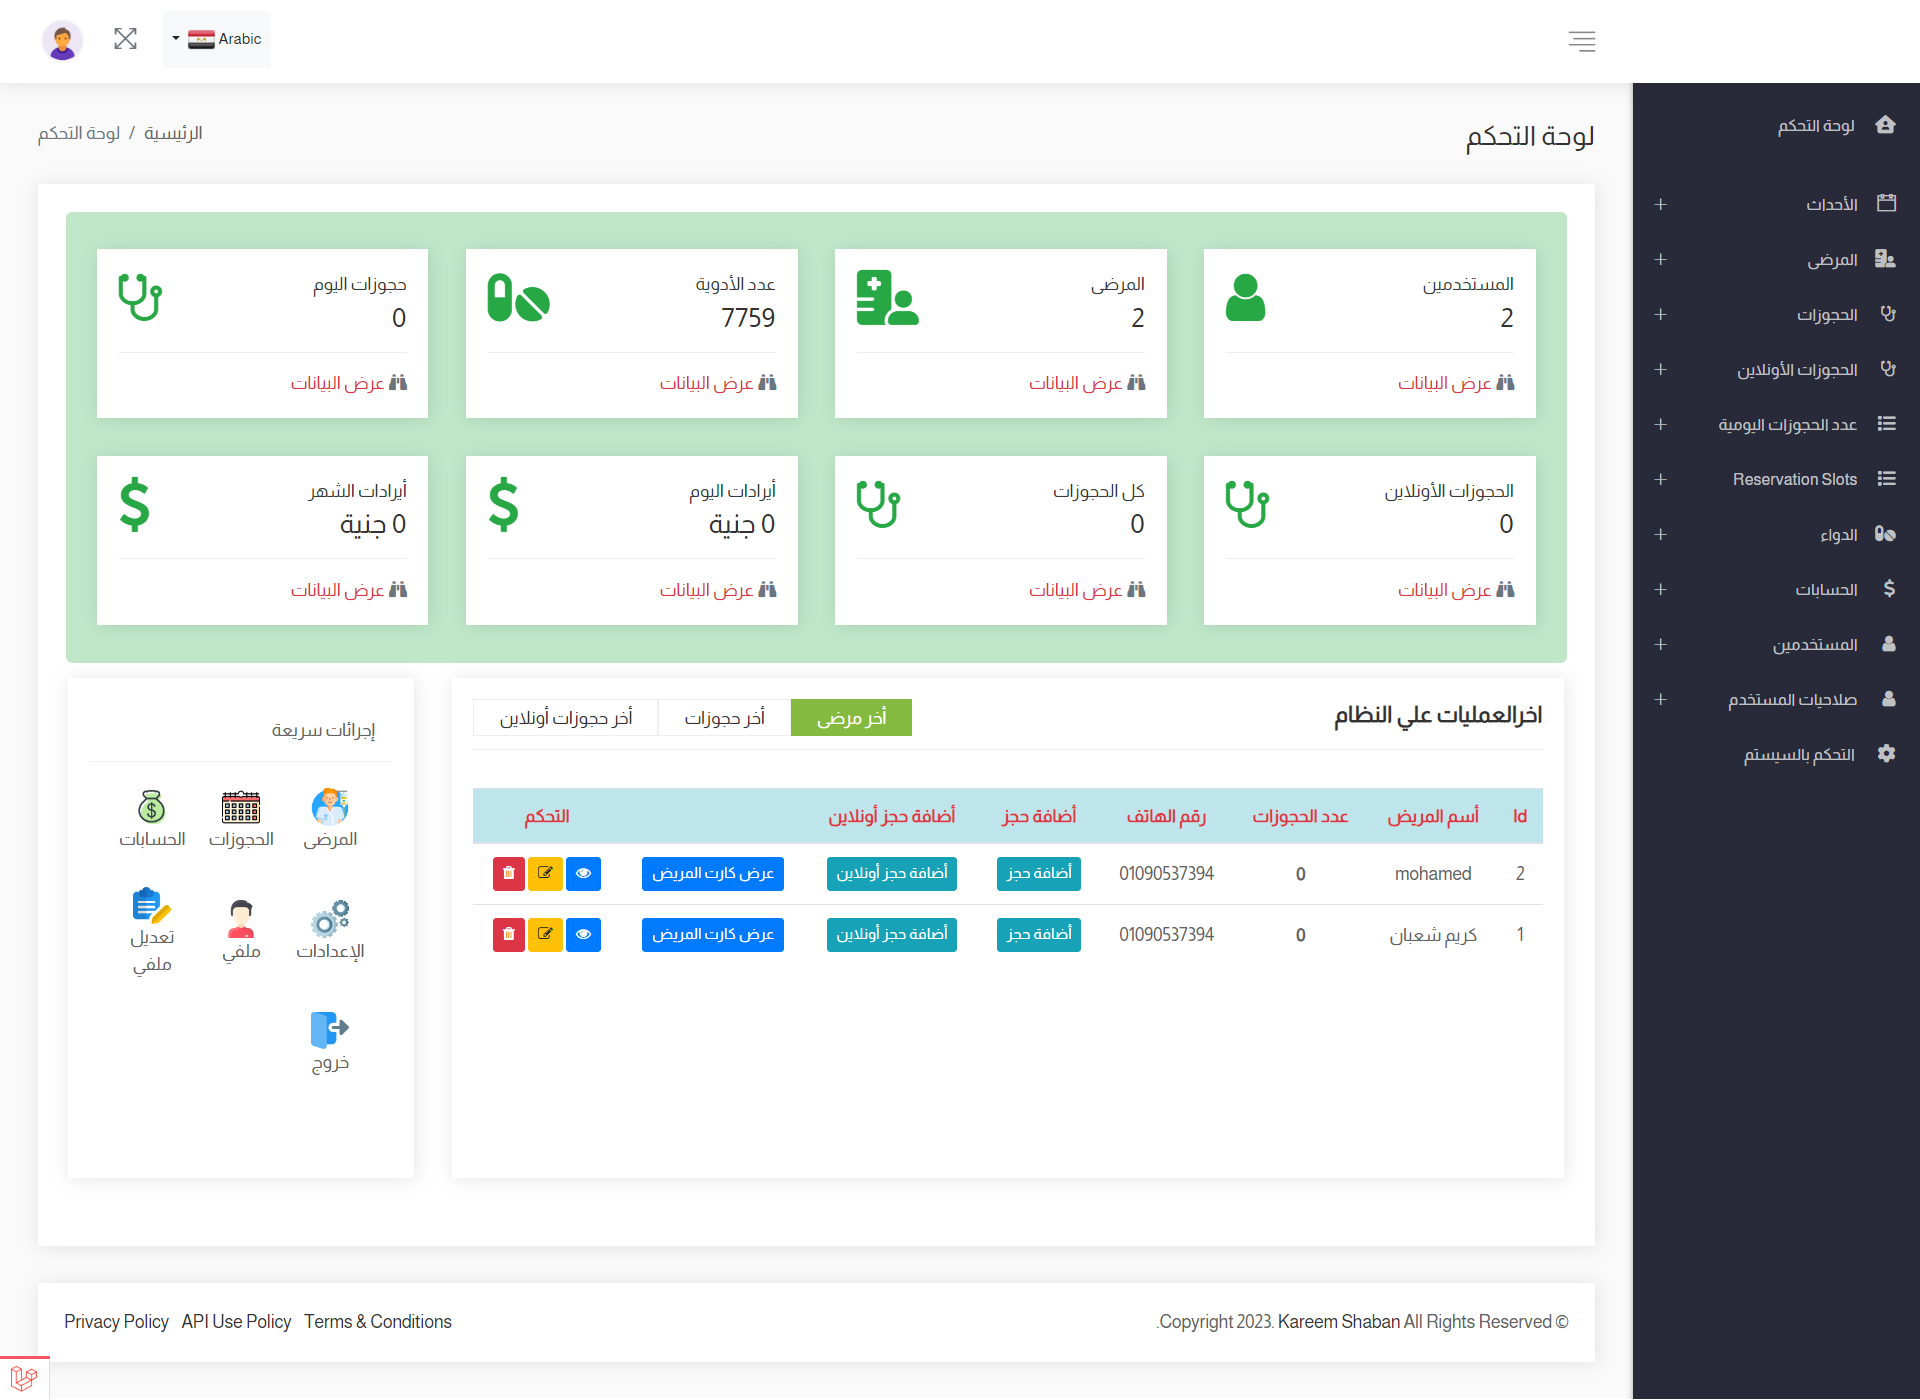 Arabic
لوحة التحكم
الأحداث
المرضى
الحجوزات
الحجوزات الأونلاين
عدد الحجوزات اليومية
Reservation Slots
الدواء
الحسابات
المستخدمين
صلاحيات المستخدم
التحكم بالسيستم
لوحة التحكم
الرئيسية / لوحة التحكم
المستخدمين
2
عرض البيانات
المرضى
2
عرض البيانات
عدد الأدوية
7759
عرض البيانات
حجوزات اليوم
0
عرض البيانات
الحجوزات الأونلاين
0
عرض البيانات
كل الحجوزات
0
عرض البيانات
أيرادات اليوم
0 جنية
عرض البيانات
أيرادات الشهر
0 جنية
عرض البيانات
اخرالعمليات علي النظام
أخر مرضى أخر حجوزات أخر حجوزات أونلاين
Id أسم المريض عدد الحجوزات رقم الهاتف أضافة حجز أضافة حجز أونلاين التحكم
2 mohamed 0 01090537394 أضافة حجز أضافة حجز أونلاين عرض كارت المريض
1 كريم شعبان 0 01090537394 أضافة حجز أضافة حجز أونلاين عرض كارت المريض
إجرائات سريعة
المرضى الحجوزات الحسابات
الإعدادات ملفي تعديل ملفي
خروج
.Copyright 2023. Kareem Shaban All Rights Reserved ©
Privacy Policy API Use Policy Terms & Conditions